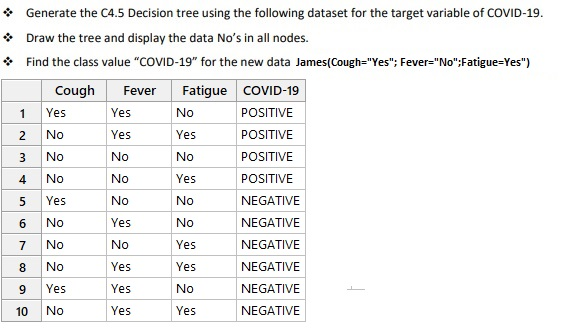 ❖ Generate the C4.5 Decision tree using the following dataset for the target variable of COVID-19.
❖ Draw the tree and display the data No's in all nodes.
❖ Find the class value "COVID-19" for the new data James(Cough="Yes"; Fever="No";Fatigue=Yes")
Cough Fever Fatigue COVID-19
1 Yes Yes No POSITIVE
2 No Yes Yes POSITIVE
3 No No No POSITIVE
4 No No Yes POSITIVE
5 Yes No No NEGATIVE
6 No Yes No NEGATIVE
7 No No Yes NEGATIVE
8 No Yes Yes NEGATIVE
9 Yes Yes No NEGATIVE
10 No Yes Yes NEGATIVE